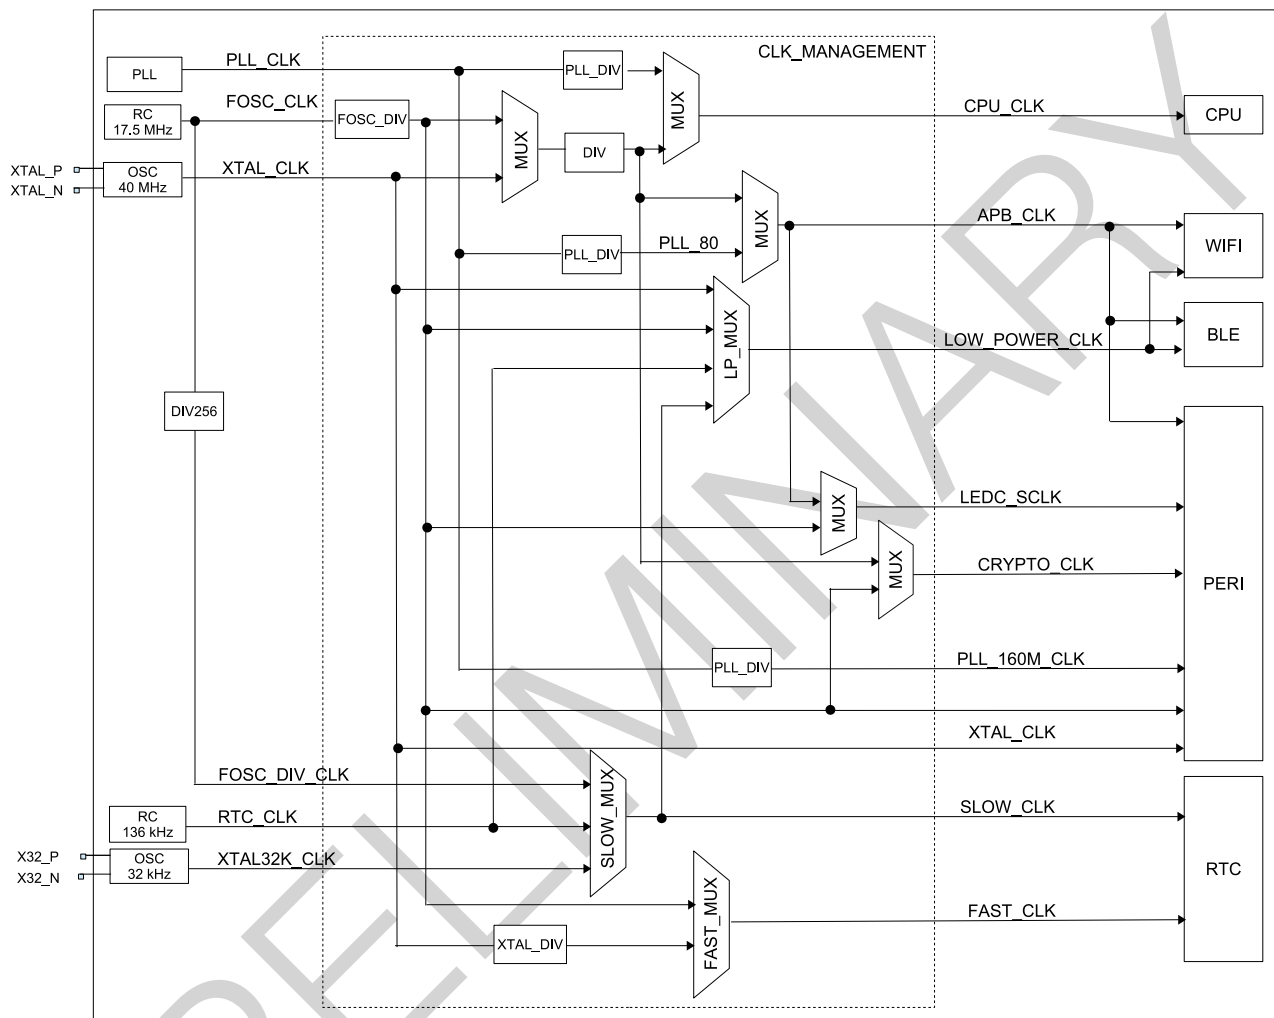 CLK_MANAGEMENT
PLL
PLL_CLK
PLL_DIV
MUX
CPU_CLK
CPU
RC
17.5 MHz
FOSC_CLK
FOSC_DIV
MUX
DIV
XTAL_P
XTAL_N
OSC
40 MHz
XTAL_CLK
MUX
APB_CLK
WIFI
PLL_DIV
PLL_80
LP_MUX
LOW_POWER_CLK
BLE
DIV256
MUX
LEDC_SCLK
MUX
CRYPTO_CLK
PERI
PLL_DIV
PLL_160M_CLK
XTAL_CLK
FOSC_DIV_CLK
SLOW_MUX
RC
136 kHz
RTC_CLK
SLOW_CLK
X32_P
X32_N
OSC
32 kHz
XTAL32K_CLK
RTC
FAST_MUX
FAST_CLK
XTAL_DIV
PRELIMINARY